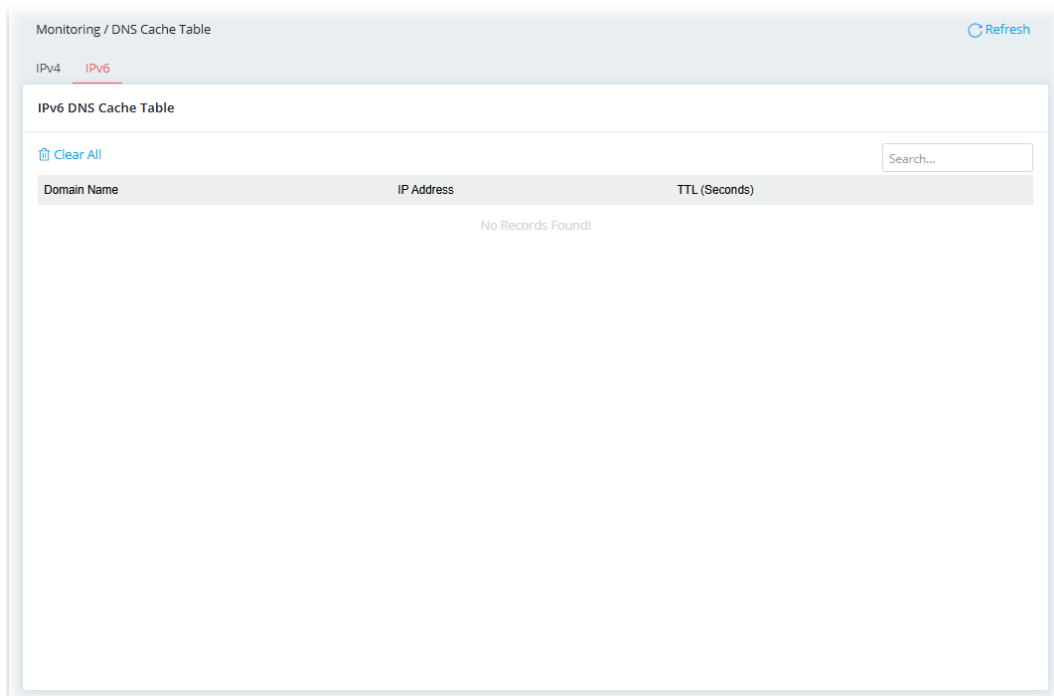 Monitoring / DNS Cache Table
Refresh
IPv4 IPv6
IPv6 DNS Cache Table
Clear All
Search...
Domain Name IP Address TTL (Seconds)
No Records Found!